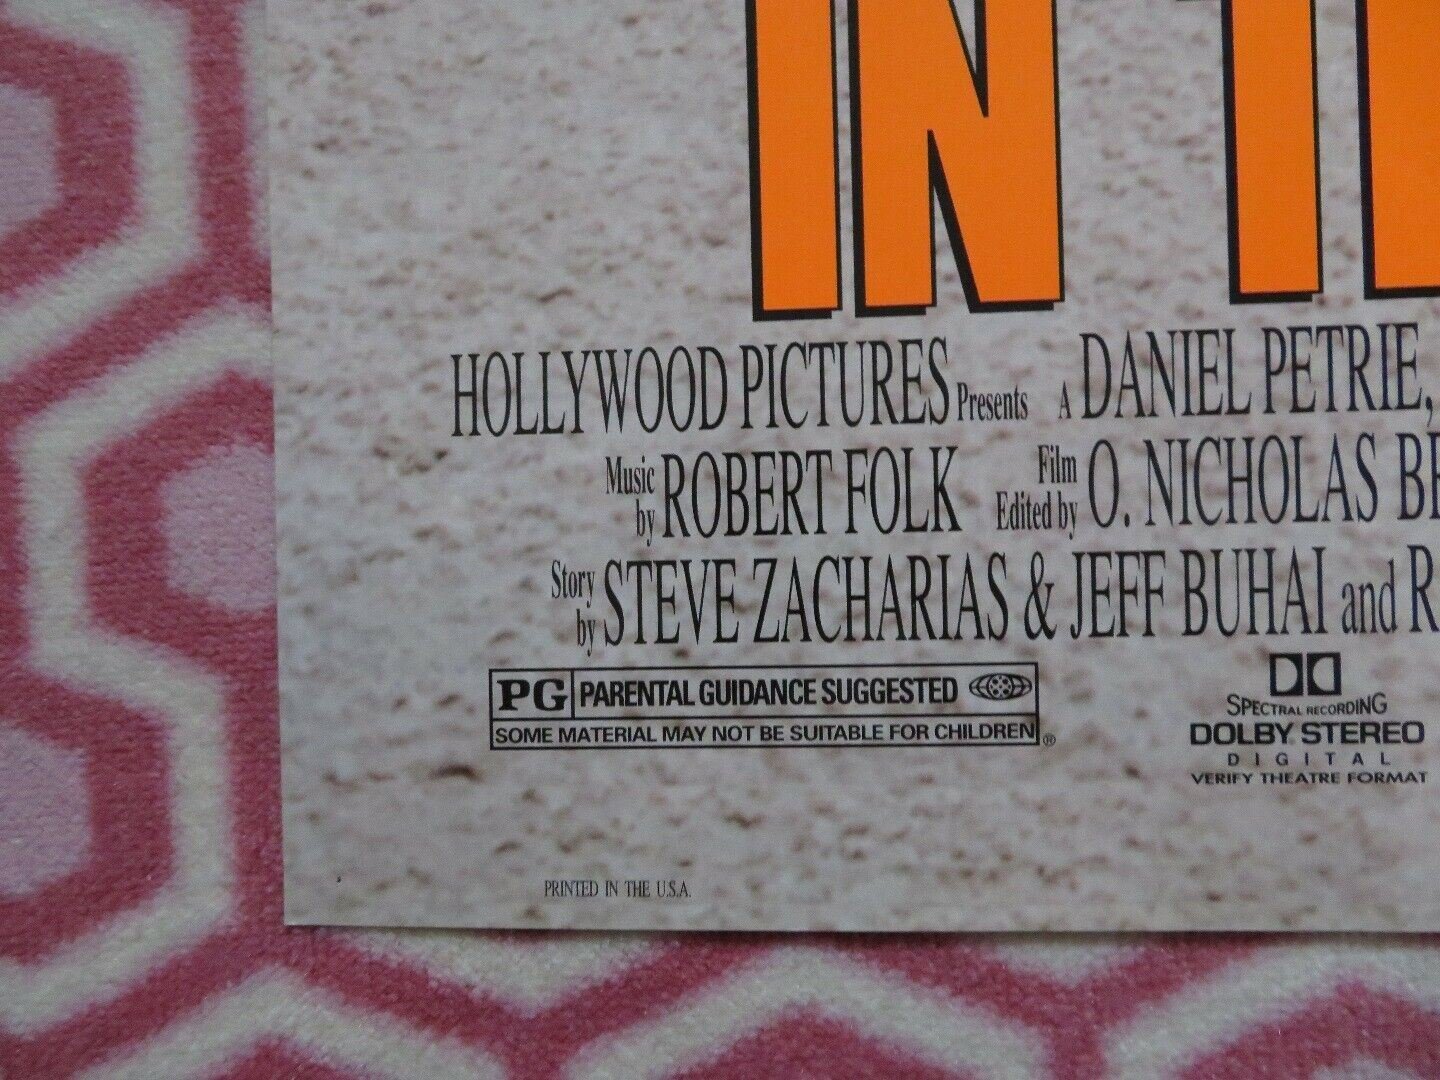 IN T
HOLLYWOOD PICTURES Presents A DANIEL PETRIE,
Music by ROBERT FOLK Film Edited by O. NICHOLAS BR
Story by STEVE ZACHARIAS & JEFF BUHAI and R
PG PARENTAL GUIDANCE SUGGESTED
SOME MATERIAL MAY NOT BE SUITABLE FOR CHILDREN ®
SPECTRAL RECORDING
DOLBY STEREO
DIGITAL
VERIFY THEATRE FORMAT
PRINTED IN THE U.S.A.